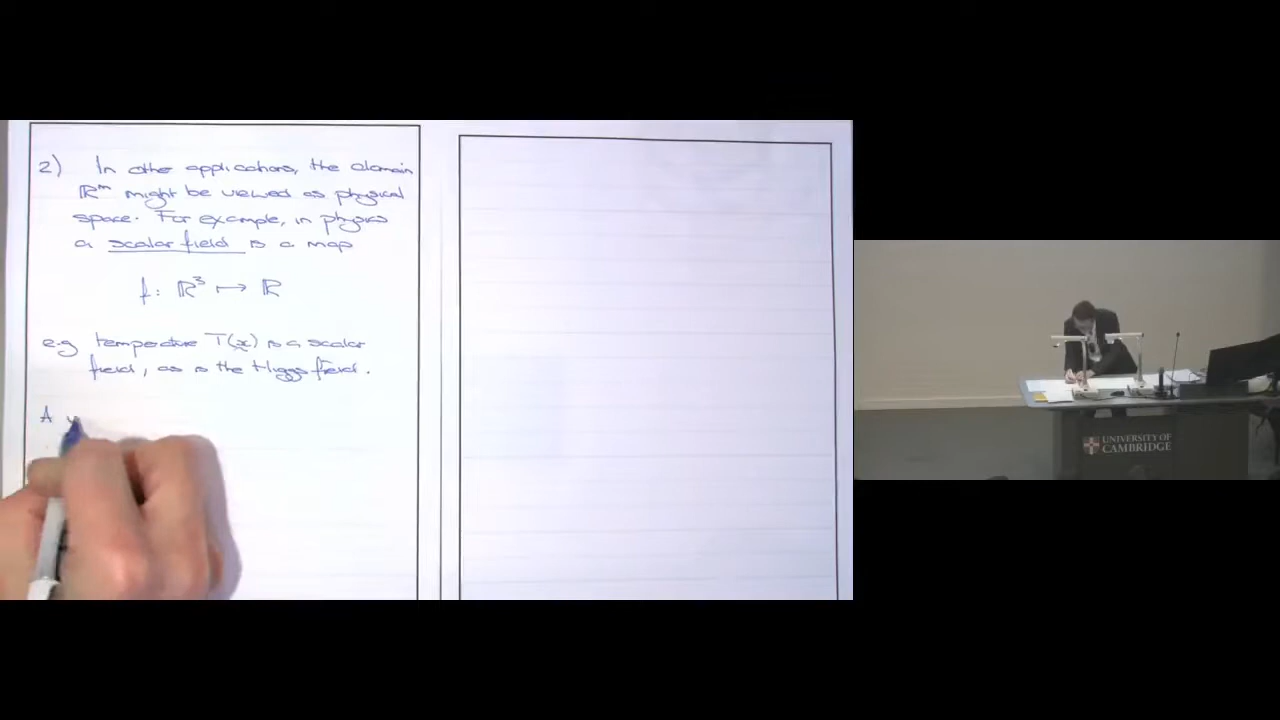 2) In other applications, the domain
ℝᵐ might be viewed as physical
space. For example, in physics
a scalar field is a map
f: ℝ³ ↦ ℝ
e.g temperature T(x) is a scalar
field, as is the Higgs field.
A
UNIVERSITY OF
CAMBRIDGE